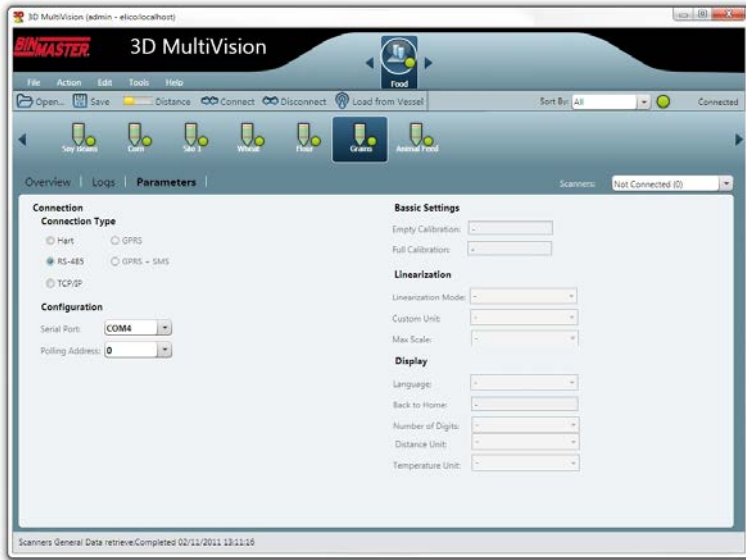 3D MultiVision (admin - elico:localhost)
BINMASTER
3D MultiVision
Food
File Action Edit Tools Help
Open... Save Distance Connect Disconnect Load from Vessel Sort By: All Connected
Soy Beans Corn Silo 1 Wheat Flour Grains Animal Feed
Overview Logs Parameters Scanners: Not Connected (0)
Connection
Connection Type
Hart GPRS
RS-485 GPRS + SMS
TCP/IP
Configuration
Serial Port: COM4
Polling Address: 0
Bassic Settings
Empty Calibration: -
Full Calibration: -
Linearization
Linearization Mode: -
Custom Unit: -
Max Scale: -
Display
Language: -
Back to Home: -
Number of Digits: -
Distance Unit: -
Temperature Unit: -
Scanners General Data retrieve.Completed 02/11/2011 13:11:16